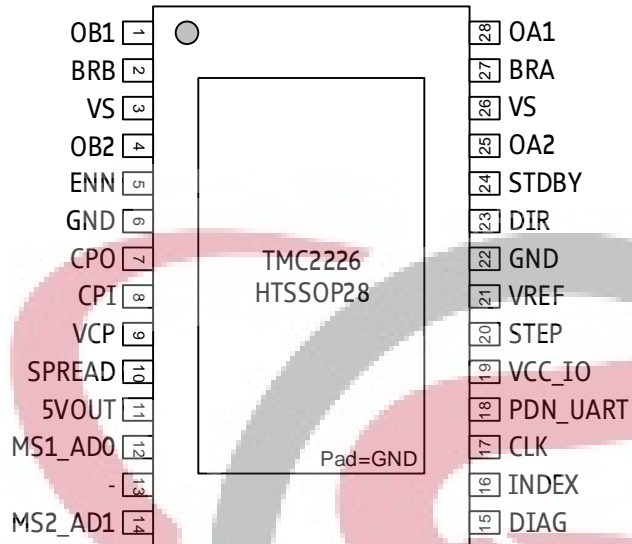 OB1 1 28 OA1
BRB 2 27 BRA
VS 3 26 VS
OB2 4 25 OA2
ENN 5 24 STDBY
GND 6 23 DIR
CPO 7 TMC2226 22 GND
CPI 8 HTSSOP28 21 VREF
VCP 9 20 STEP
SPREAD 10 19 VCC_IO
5VOUT 11 18 PDN_UART
MS1_AD0 12 Pad=GND 17 CLK
- 13 16 INDEX
MS2_AD1 14 15 DIAG